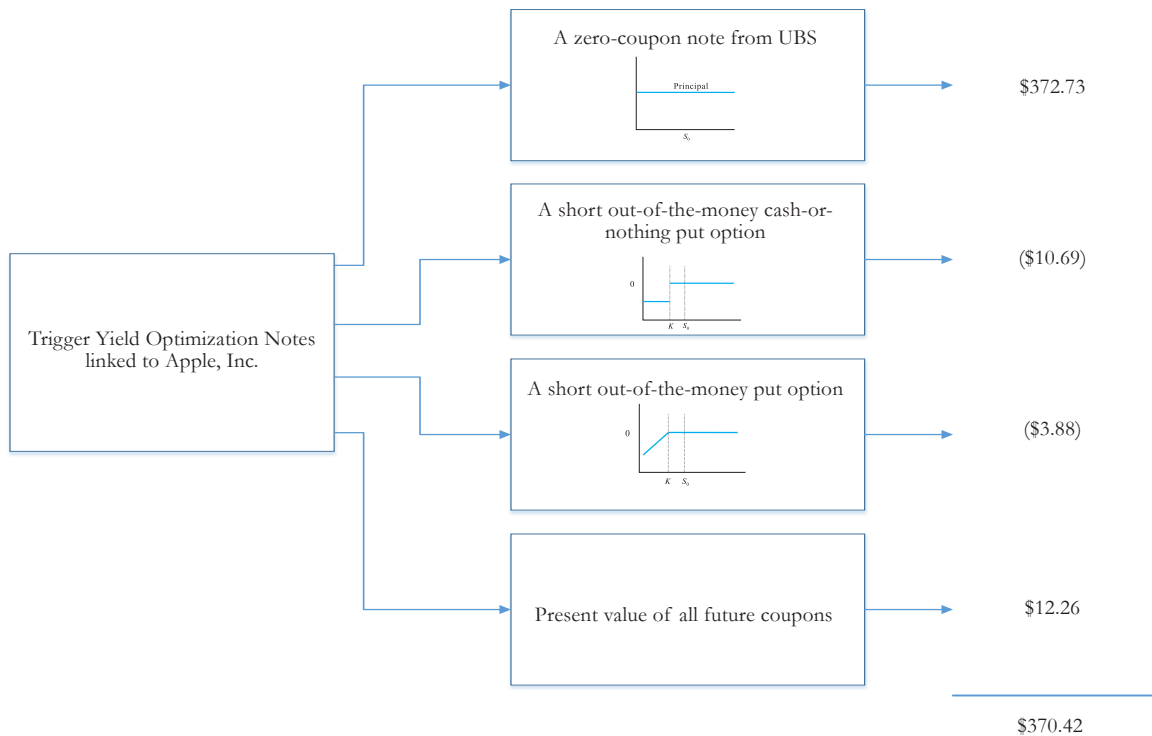 Trigger Yield Optimization Notes
linked to Apple, Inc.
A zero-coupon note from UBS
Principal
S₀
$372.73
A short out-of-the-money cash-or-
nothing put option
0
K S₀
($10.69)
A short out-of-the-money put option
0
K S₀
($3.88)
Present value of all future coupons
$12.26
$370.42